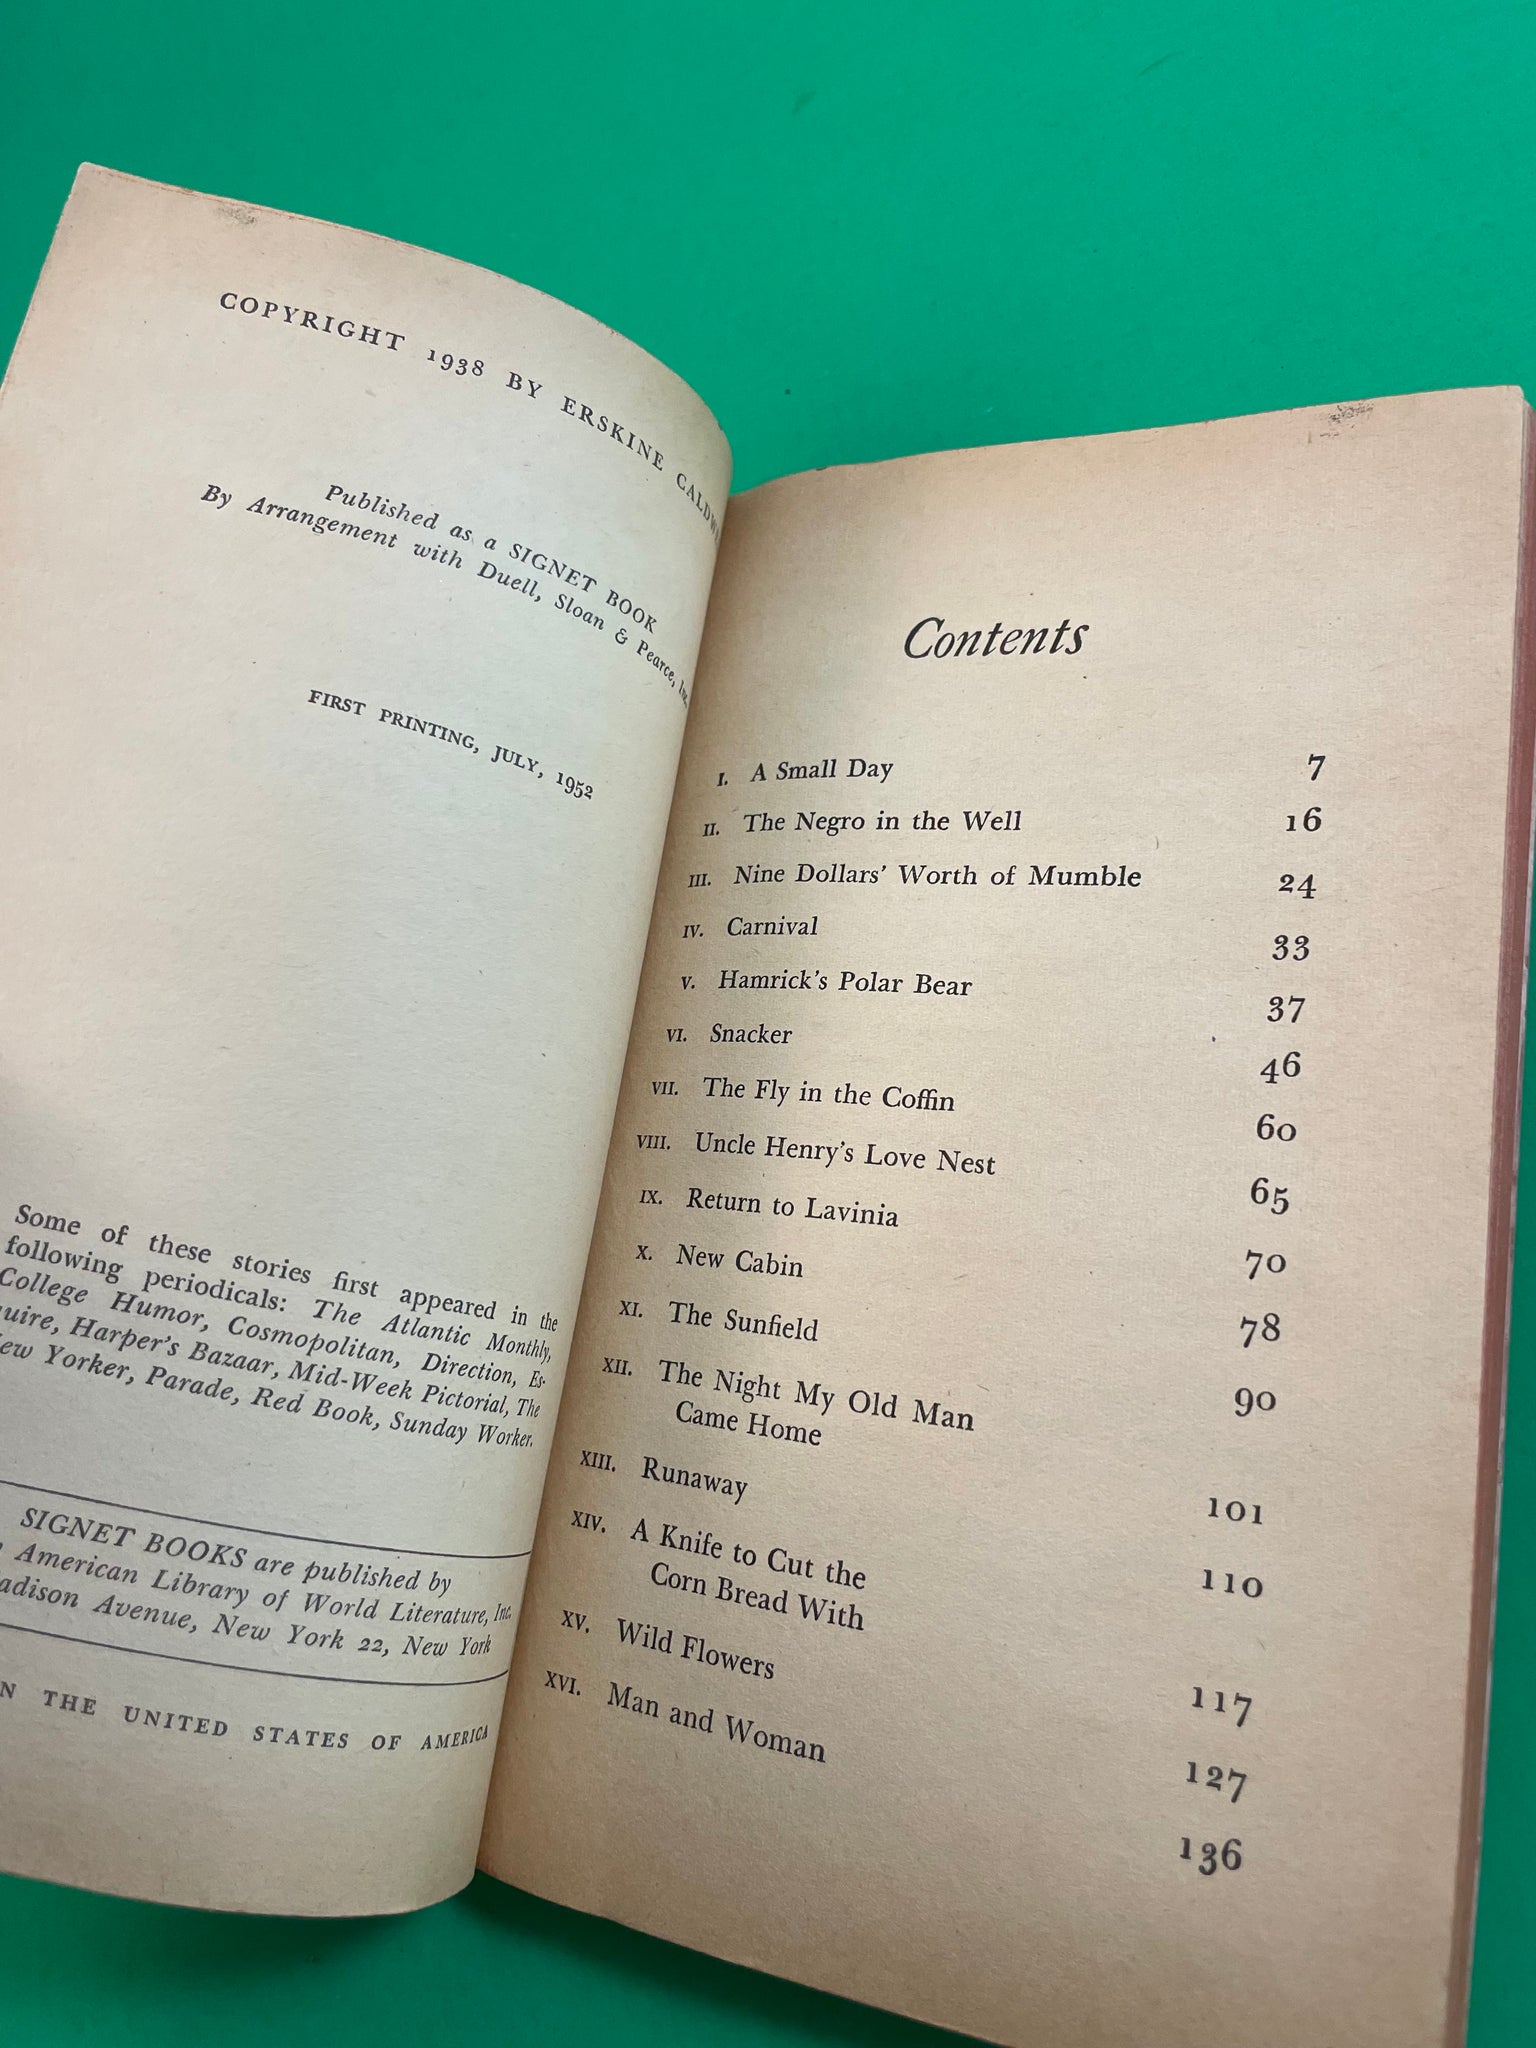 COPYRIGHT 1938 BY ERSKINE
Published as a SIGNET BOOK
By Arrangement with Duell, Sloan & Pearce, Inc.
FIRST PRINTING, JULY, 1952
Some of these stories first appeared in the
following periodicals: The Atlantic Monthly,
College Humor, Cosmopolitan, Direction, Es-
quire, Harper's Bazaar, Mid-Week Pictorial, The
New Yorker, Parade, Red Book, Sunday Worker.
SIGNET BOOKS are published by
American Library of World Literature, Inc.
Madison Avenue, New York 22, New York
IN THE UNITED STATES OF AMERICA
Contents
I. A Small Day 7
II. The Negro in the Well 16
III. Nine Dollars' Worth of Mumble 24
IV. Carnival 33
V. Hamrick's Polar Bear 37
VI. Snacker 46
VII. The Fly in the Coffin 60
VIII. Uncle Henry's Love Nest 65
IX. Return to Lavinia 70
X. New Cabin 78
XI. The Sunfield 90
XII. The Night My Old Man
Came Home 101
XIII. Runaway 110
XIV. A Knife to Cut the
Corn Bread With 117
XV. Wild Flowers 127
XVI. Man and Woman 136